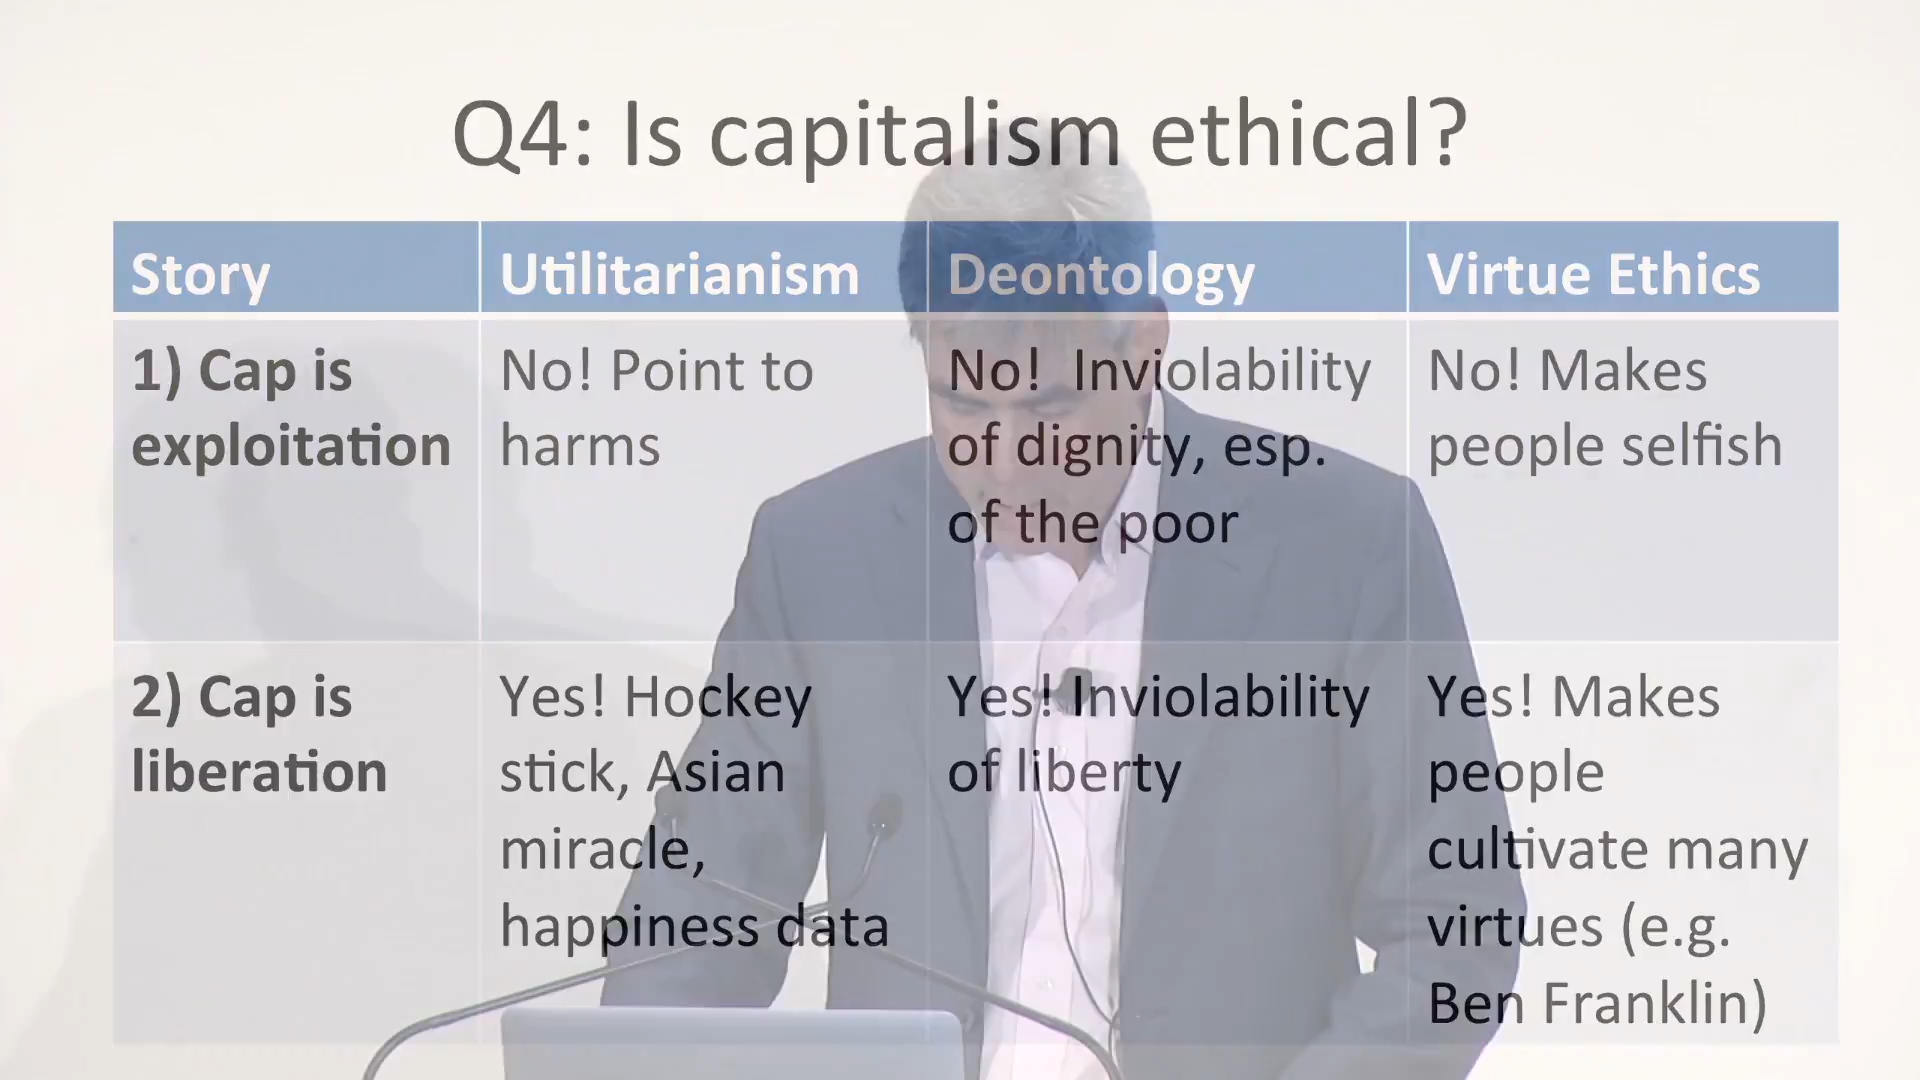 Q4: Is capitalism ethical?
Story
Utilitarianism
Deontology
Virtue Ethics
1) Cap is
exploitation
No! Point to
harms
No!  Inviolability
of dignity, esp.
of the poor
No! Makes
people selfish
2) Cap is
liberation
Yes! Hockey
stick, Asian
miracle,
happiness data
Yes! Inviolability
of liberty
Yes! Makes
people
cultivate many
virtues (e.g.
Ben Franklin)